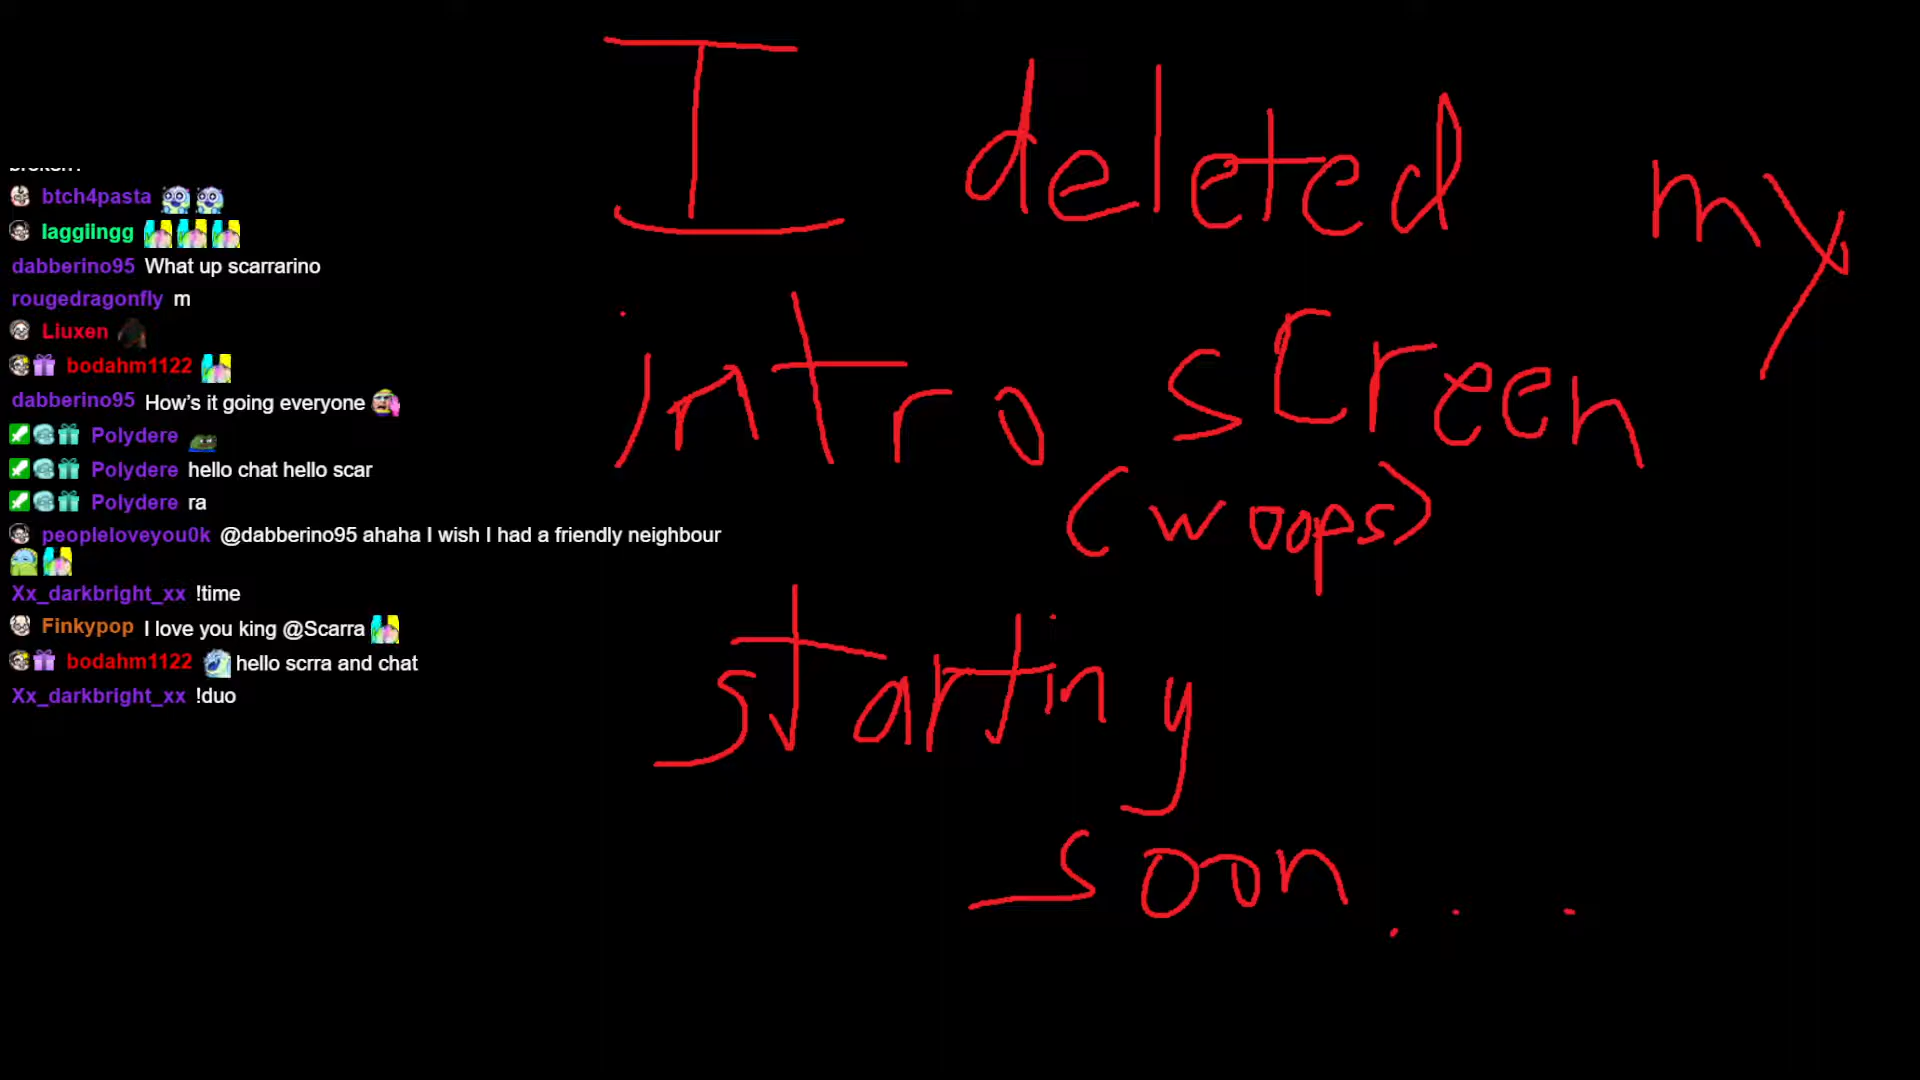 btch4pasta
laggiingg
dabberino95 What up scarrarino
rougedragonfly m
Liuxen
bodahm1122
dabberino95 How's it going everyone
Polydere
Polydere hello chat hello scar
Polydere ra
peopleloveyou0k @dabberino95 ahaha I wish I had a friendly neighbour
Xx_darkbright_xx !time
Finkypop I love you king @Scarra
bodahm1122 hello scrra and chat
Xx_darkbright_xx !duo
I deleted my
intro screen
(woops)
starting
soon...